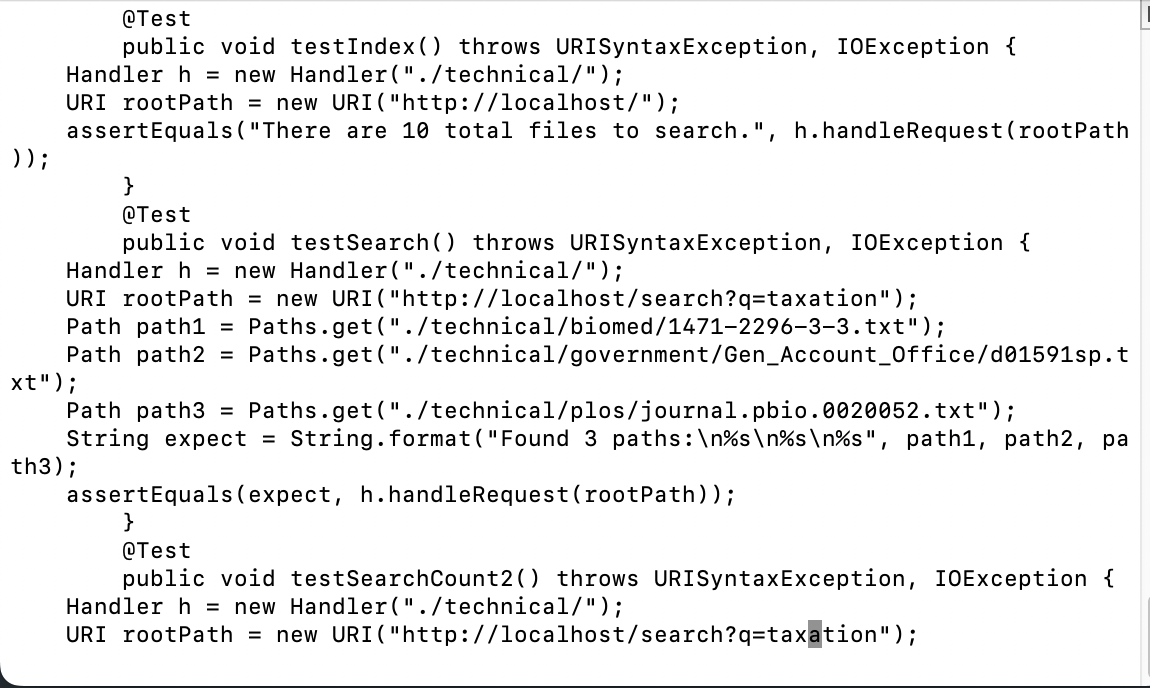 @Test
        public void testIndex() throws URISyntaxException, IOException {
    Handler h = new Handler("./technical/");
    URI rootPath = new URI("http://localhost/");
    assertEquals("There are 10 total files to search.", h.handleRequest(rootPath
));
        }
        @Test
        public void testSearch() throws URISyntaxException, IOException {
    Handler h = new Handler("./technical/");
    URI rootPath = new URI("http://localhost/search?q=taxation");
    Path path1 = Paths.get("./technical/biomed/1471-2296-3-3.txt");
    Path path2 = Paths.get("./technical/government/Gen_Account_Office/d01591sp.t
xt");
    Path path3 = Paths.get("./technical/plos/journal.pbio.0020052.txt");
    String expect = String.format("Found 3 paths:\n%s\n%s\n%s", path1, path2, pa
th3);
    assertEquals(expect, h.handleRequest(rootPath));
        }
        @Test
        public void testSearchCount2() throws URISyntaxException, IOException {
    Handler h = new Handler("./technical/");
    URI rootPath = new URI("http://localhost/search?q=taxation");